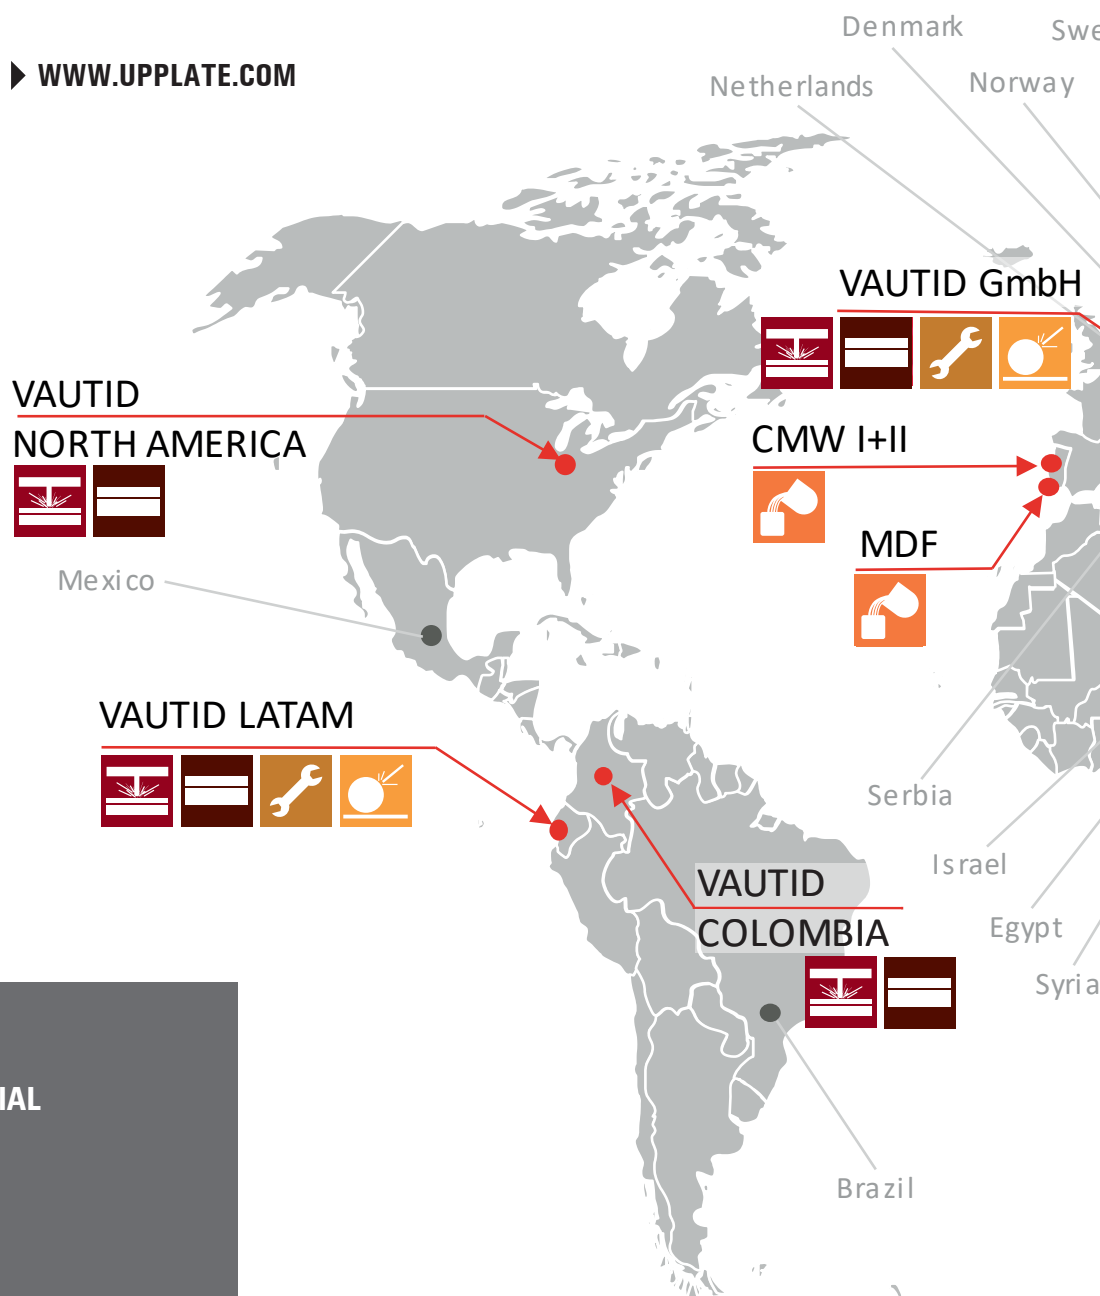 Denmark
WWW.UPPLATE.COM
Netherlands
Norway
VAUTID GmbH
VAUTID
NORTH AMERICA
CMW I+II
MDF
Mexico
VAUTID LATAM
Serbia
Israel
VAUTID
COLOMBIA
Egypt
Syria
Brazil